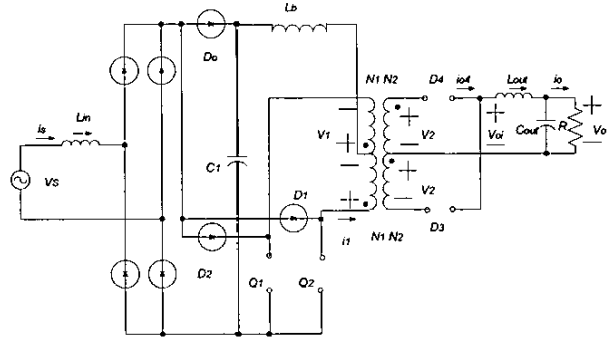 Lb
Do
N1 N2
D4
io4
Lout
io
is
Lin
V1
V2
Voi
Cout
R
Vo
Vs
C1
D1
V2
D2
i1
N1 N2
D3
Q1
Q2